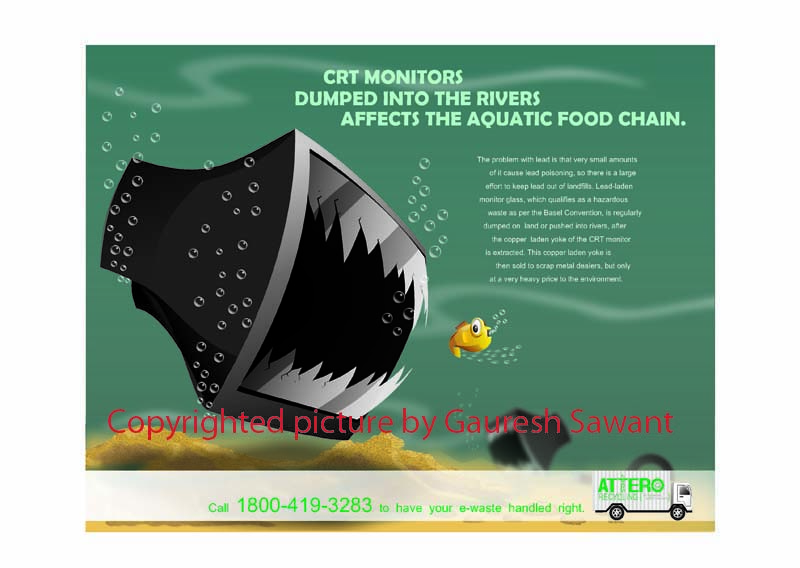 CRT MONITORS
DUMPED INTO THE RIVERS
AFFECTS THE AQUATIC FOOD CHAIN.
The problem with lead is that very small amounts
of it cause lead poisoning, so there is a large
effort to keep lead out of landfills. Lead-laden
monitor glass, which qualifies as a hazardous
waste as per the Basel Convention, is regularly
dumped on land or pushed into rivers, after
the copper laden yoke of the CRT monitor
is extracted. This copper laden yoke is
then sold to scrap metal dealers, but only
at a very heavy price to the environment.
Copyrighted picture by Gauresh Sawant
ATTERO
RECYCLING
Call 1800-419-3283 to have your e-waste handled right.